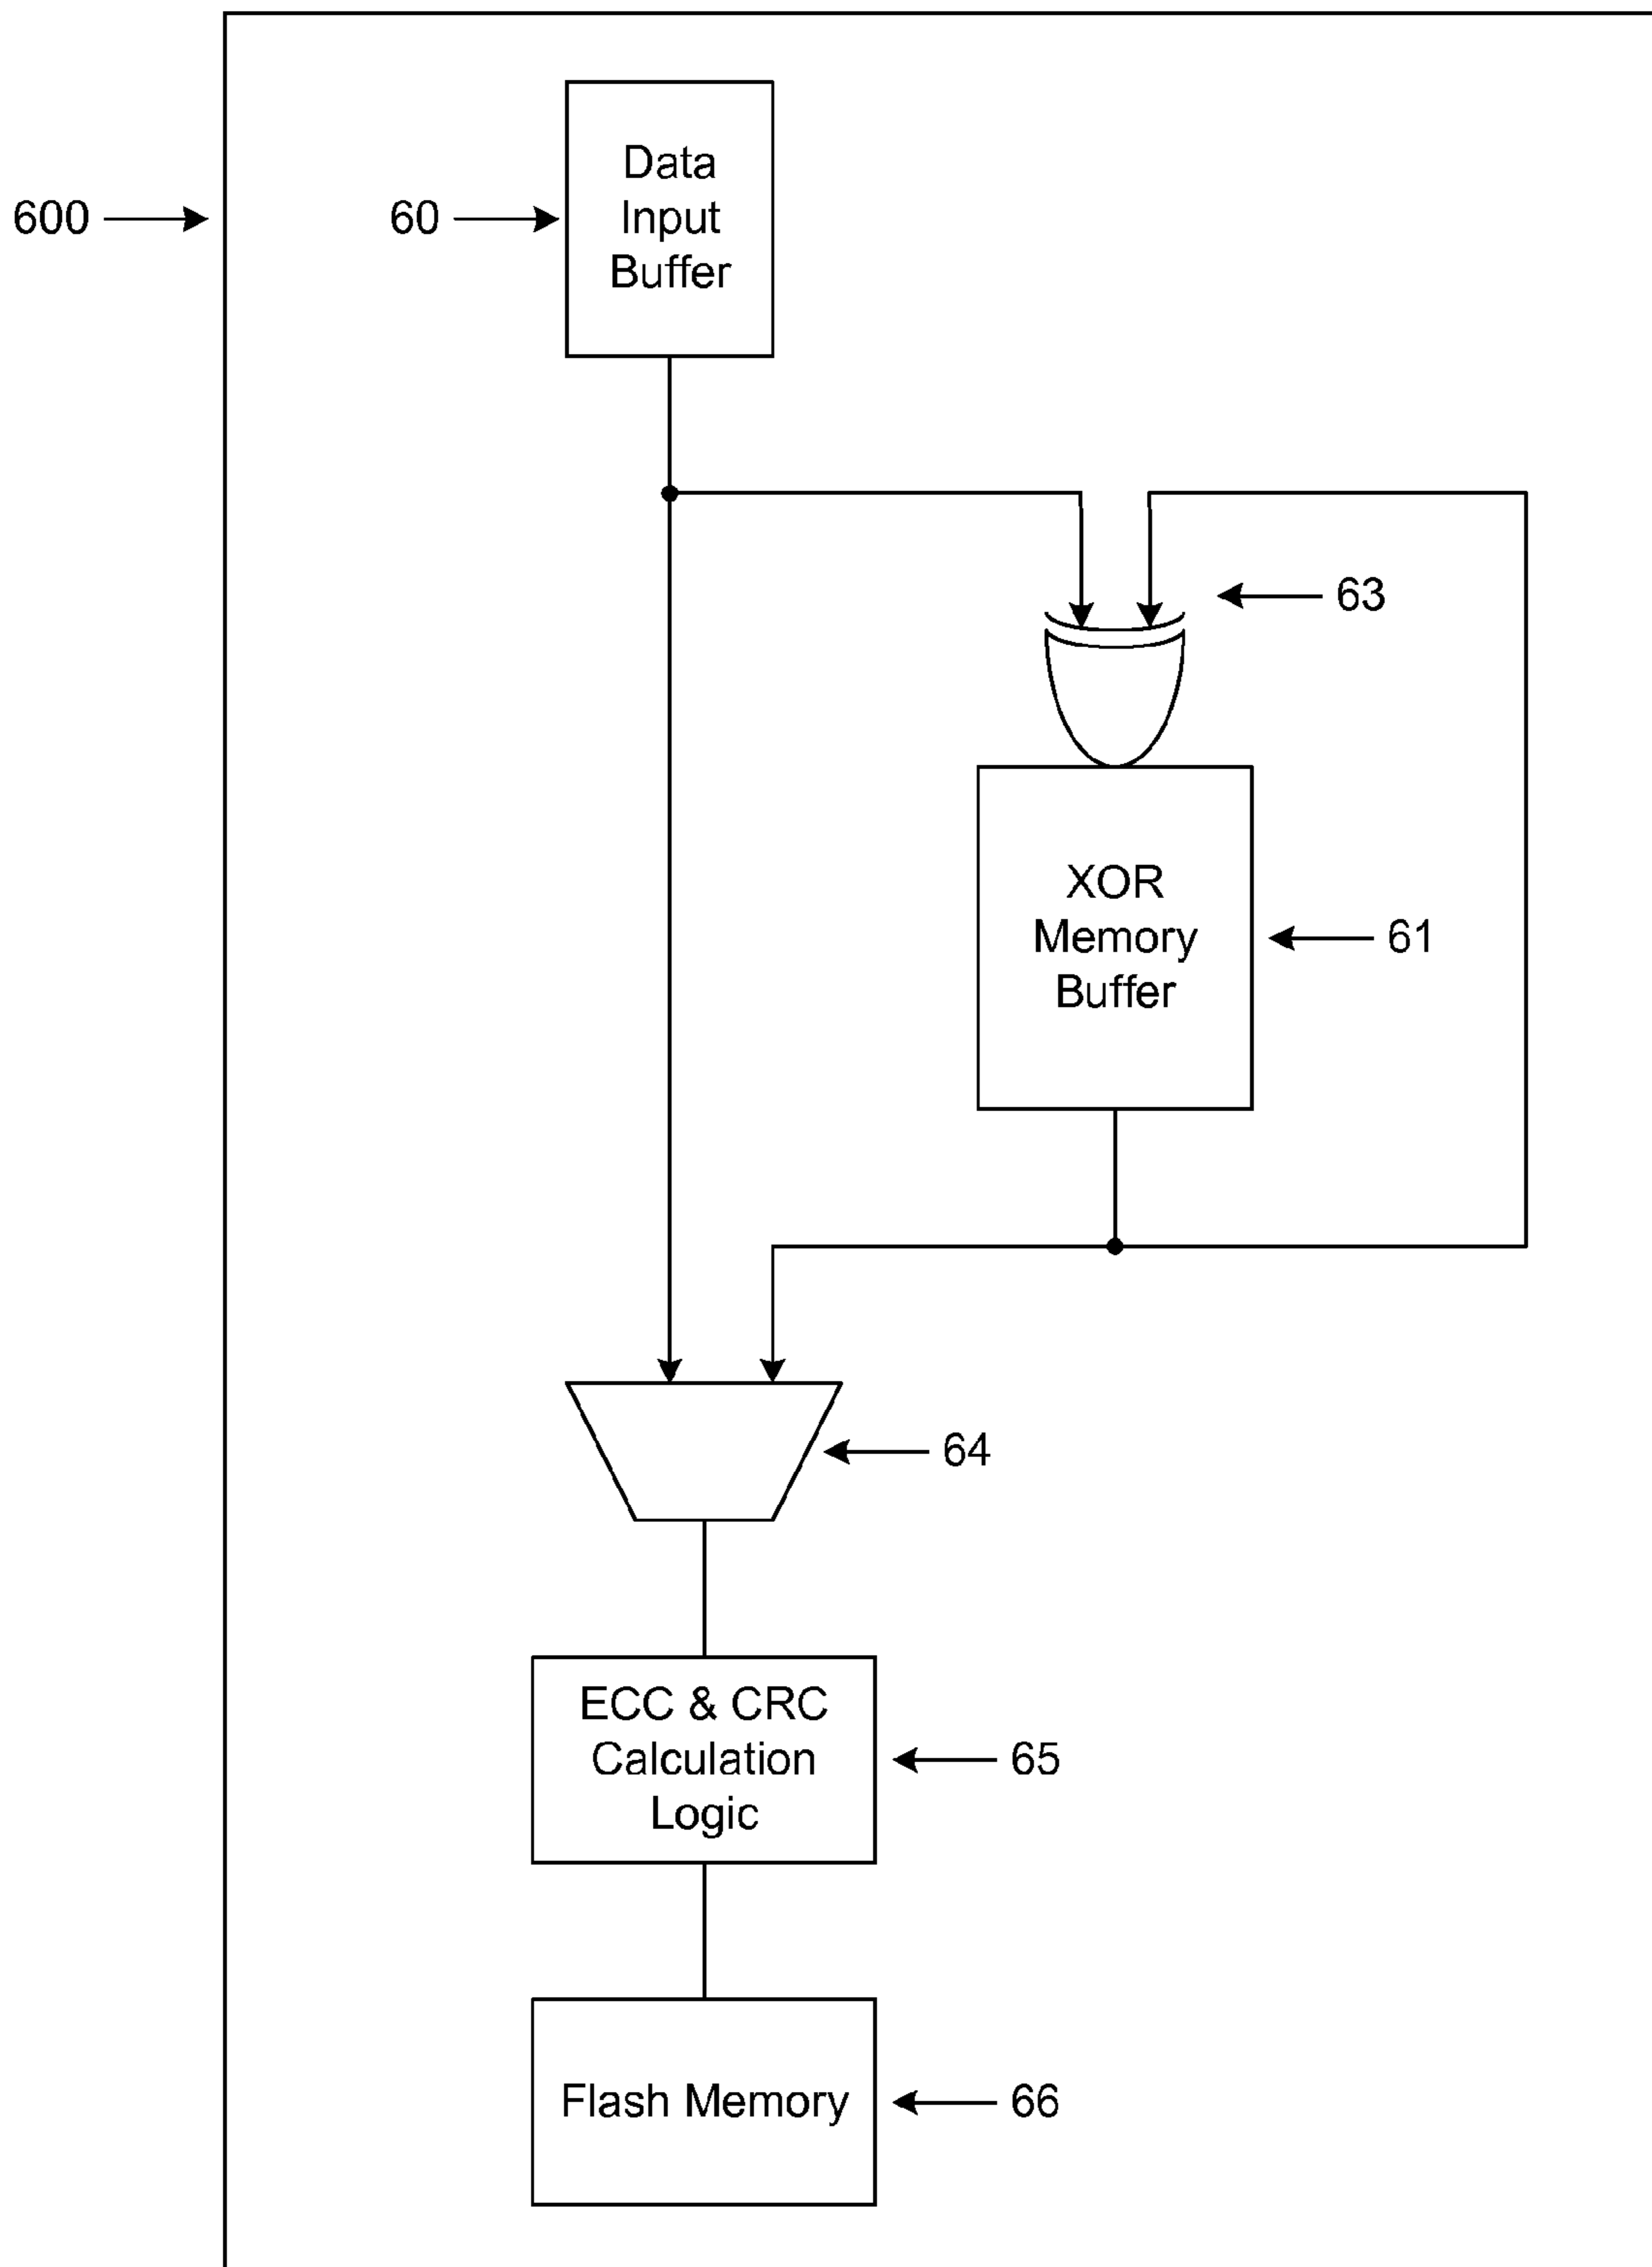 Data
600
60
Input
Buffer
63
XOR
Memory
61
Buffer
64
ECC & CRC
Calculation
65
Logic
Flash Memory
66